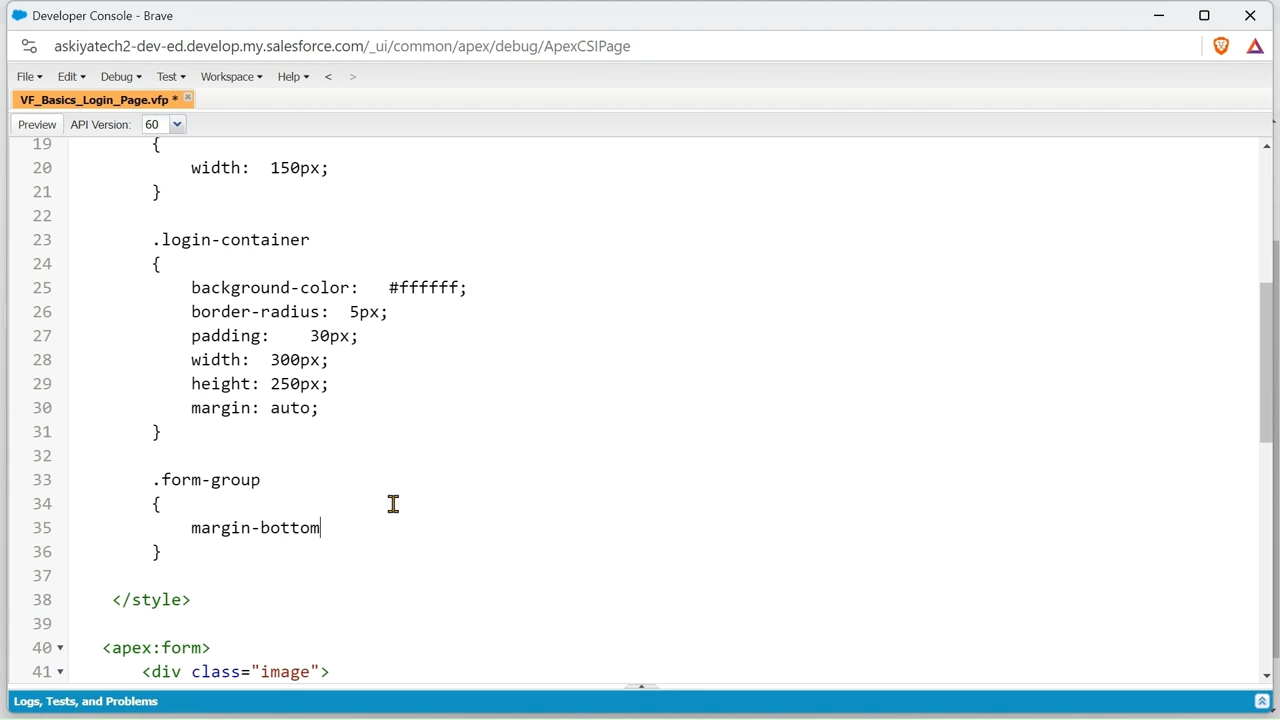 Developer Console - Brave
askiyatech2-dev-ed.develop.my.salesforce.com/_ui/common/apex/debug/ApexCSIPage
File Edit Debug Test Workspace Help < >
VF_Basics_Login_Page.vfp *
Preview API Version: 60
19 {
20 width: 150px;
21 }
22
23 .login-container
24 {
25 background-color: #ffffff;
26 border-radius: 5px;
27 padding: 30px;
28 width: 300px;
29 height: 250px;
30 margin: auto;
31 }
32
33 .form-group
34 {
35 margin-bottom
36 }
37
38 </style>
39
40 <apex:form>
41 <div class="image">
Logs, Tests, and Problems